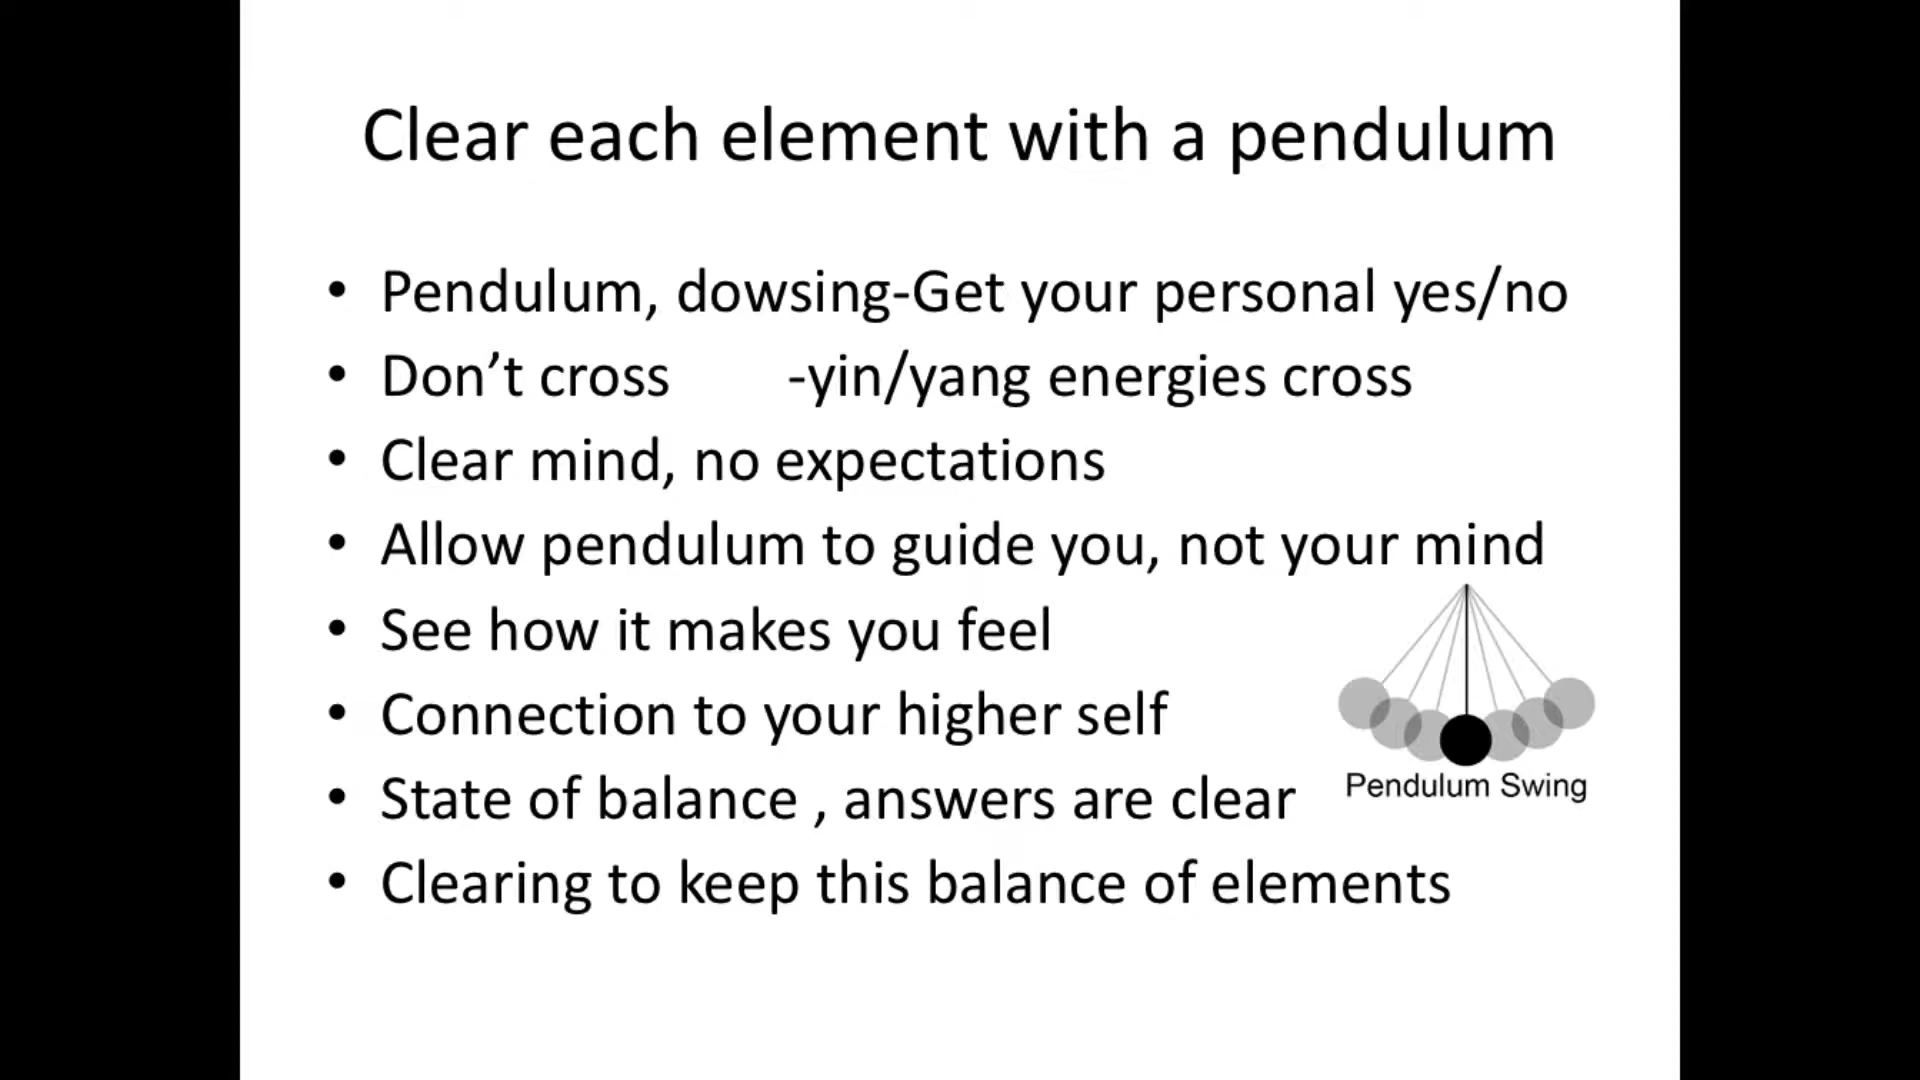 Clear each element with a pendulum
• Pendulum, dowsing-Get your personal yes/no
• Don’t cross -yin/yang energies cross
• Clear mind, no expectations
• Allow pendulum to guide you, not your mind
• See how it makes you feel
• Connection to your higher self
• State of balance , answers are clear
Pendulum Swing
• Clearing to keep this balance of elements